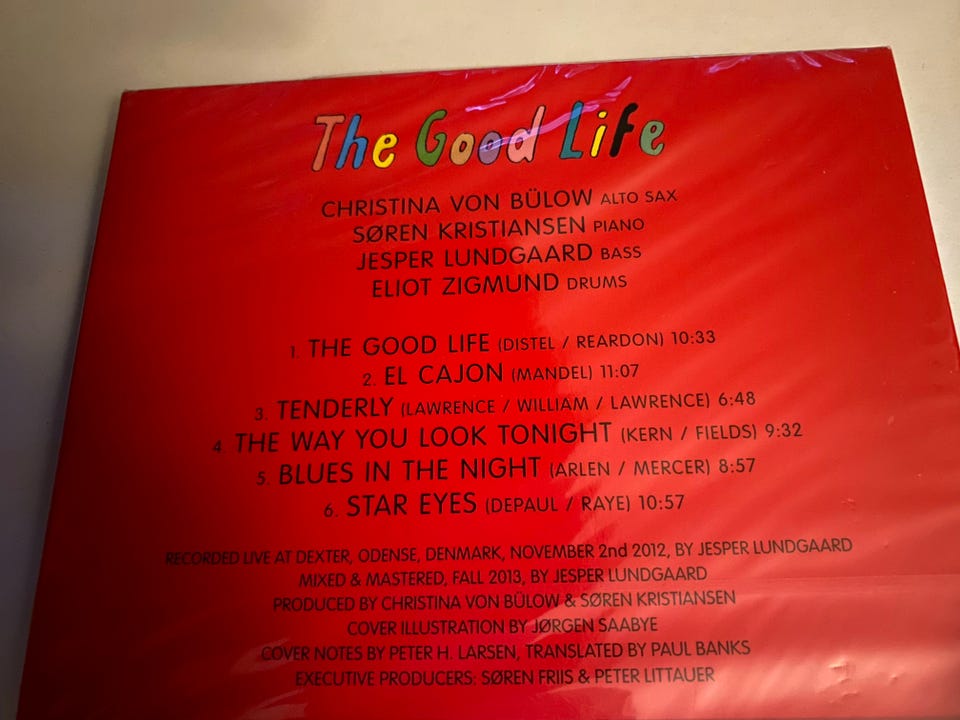 The Good Life
CHRISTINA VON BÜLOW ALTO SAX
SØREN KRISTIANSEN PIANO
JESPER LUNDGAARD BASS
ELIOT ZIGMUND DRUMS
1. THE GOOD LIFE (DISTEL / REARDON) 10:33
2. EL CAJON (MANDEL) 11:07
3. TENDERLY (LAWRENCE / WILLIAM / LAWRENCE) 6:48
4 THE WAY YOU LOOK TONIGHT (KERN / FIELDS) 9:32
5. BLUES IN THE NIGHT (ARLEN / MERCER) 8:57
6. STAR EYES (DEPAUL / RAYE) 10:57
RECORDED LIVE AT DEXTER, ODENSE, DENMARK, NOVEMBER 2nd 2012, BY JESPER LUNDGAARD
MIXED & MASTERED, FALL 2013, BY JESPER LUNDGAARD
PRODUCED BY CHRISTINA VON BÜLOW & SØREN KRISTIANSEN
COVER ILLUSTRATION BY JØRGEN SAABYE
COVER NOTES BY PETER H. LARSEN, TRANSLATED BY PAUL BANKS
EXECUTIVE PRODUCERS: SØREN FRIIS & PETER LITTAUER